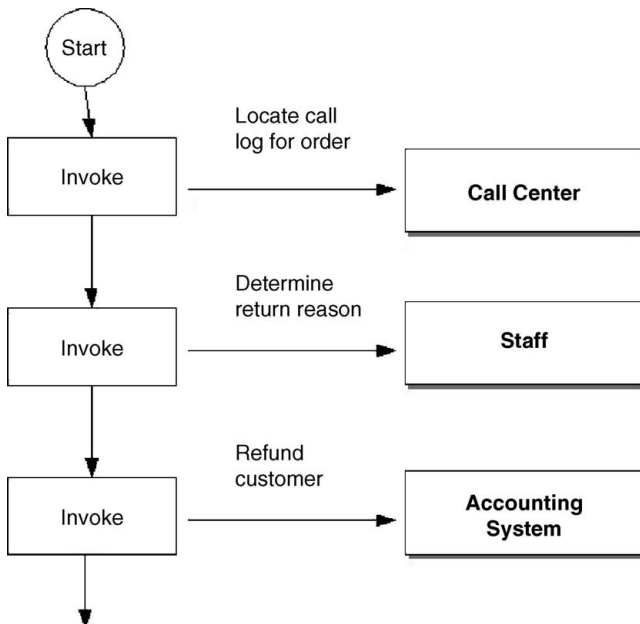 Start
Locate call
log for order
Invoke
Call Center
Determine
return reason
Invoke
Staff
Refund
customer
Invoke
Accounting
System